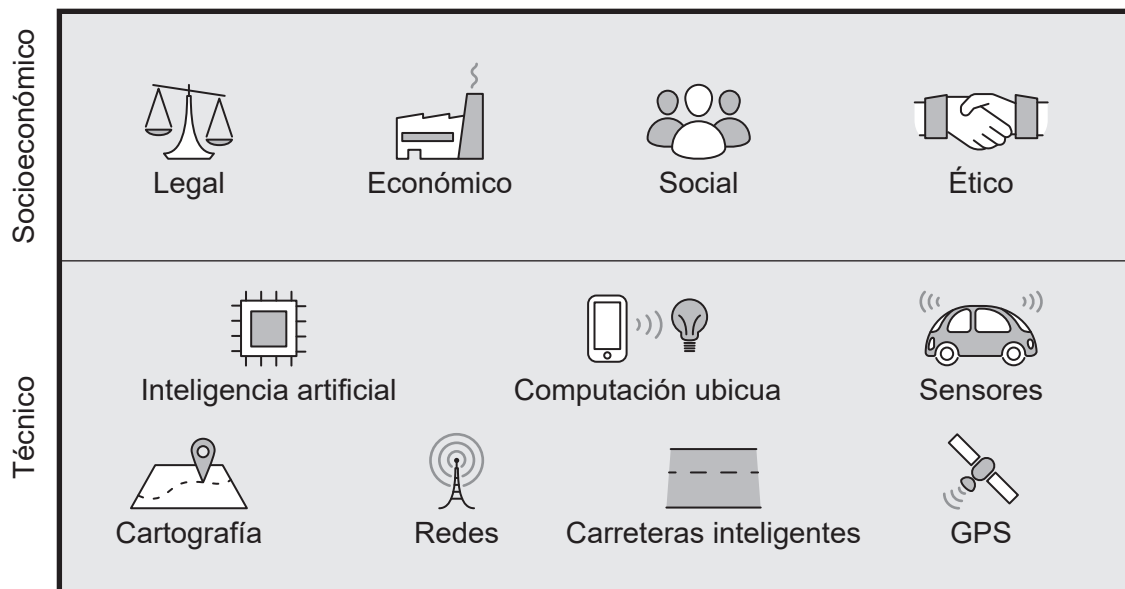 Socioeconómico
Legal
Económico
Social
Ético
Técnico
Inteligencia artificial
Computación ubicua
Sensores
Cartografía
Redes
Carreteras inteligentes
GPS